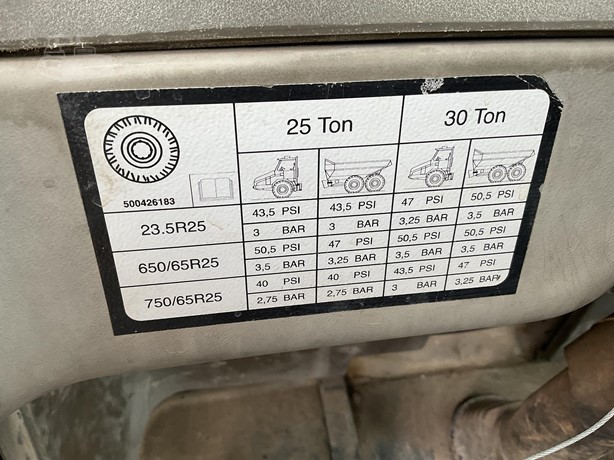 25 Ton 30 Ton
500426183
43,5 PSI 43,5 PSI 47 PSI 50,5 PSI
23.5R25 3 BAR 3 BAR 3,25 BAR 3,5 BAR
50,5 PSI 47 PSI 50,5 PSI 50,5 PSI
650/65R25 3,5 BAR 3,25 BAR 3,5 BAR 3,5 BAR
40 PSI 40 PSI 43,5 PSI 47 PSI
750/65R25 2,75 BAR 2,75 BAR 3 BAR 3,25 BAR